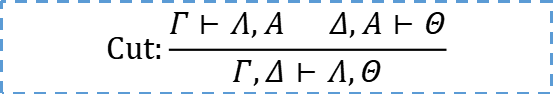 Γ ⊢ Λ, A Δ, A ⊢ Θ
Cut:
Γ, Δ ⊢ Λ, Θ